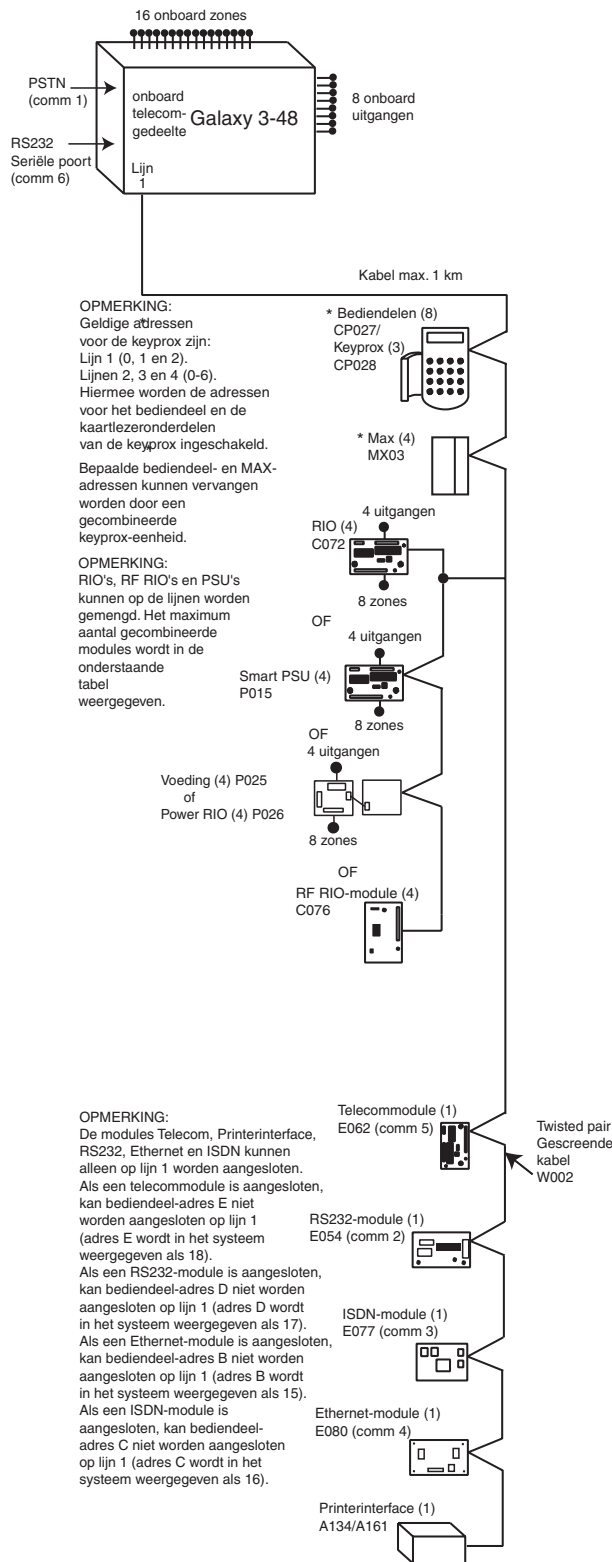 16 onboard zones
PSTN
(comm 1)
onboard
telecom-
gedeelte
Galaxy 3-48
8 onboard
uitgangen
RS232
Seriële poort
(comm 6)
Lijn
1
Kabel max. 1 km
OPMERKING:
Geldige adressen
voor de keyprox zijn:
Lijn 1 (0, 1 en 2).
Lijnen 2, 3 en 4 (0-6).
Hiermee worden de adressen
voor het bediendeel en de
kaartlezeronderdelen
van de keyprox ingeschakeld.
Bepaalde bediendeel- en MAX-
adressen kunnen vervangen
worden door een
gecombineerde
keyprox-eenheid.
OPMERKING:
RIO's, RF RIO's en PSU's
kunnen op de lijnen worden
gemengd. Het maximum
aantal gecombineerde
modules wordt in de
onderstaande
tabel
weergegeven.
* Bediendelen (8)
CP027/
Keyprox (3)
CP028
* Max (4)
MX03
4 uitgangen
RIO (4)
C072
8 zones
OF
4 uitgangen
Smart PSU (4)
P015
8 zones
OF
4 uitgangen
Voeding (4) P025
of
Power RIO (4) P026
8 zones
OF
RF RIO-module (4)
C076
OPMERKING:
De modules Telecom, Printerinterface,
RS232, Ethernet en ISDN kunnen
alleen op lijn 1 worden aangesloten.
Als een telecommodule is aangesloten,
kan bediendeel-adres E niet
worden aangesloten op lijn 1
(adres E wordt in het systeem
weergegeven als 18).
Als een RS232-module is aangesloten,
kan bediendeel-adres D niet worden
aangesloten op lijn 1 (adres D wordt
in het systeem weergegeven als 17).
Als een Ethernet-module is aangesloten,
kan bediendeel-adres B niet worden
aangesloten op lijn 1 (adres B wordt
in het systeem weergegeven als 15).
Als een ISDN-module is
aangesloten, kan bediendeel-
adres C niet worden aangesloten
op lijn 1 (adres C wordt in het
systeem weergegeven als 16).
Telecommodule (1)
E062 (comm 5)
Twisted pair
Gescreende
kabel
W002
RS232-module (1)
E054 (comm 2)
ISDN-module (1)
E077 (comm 3)
Ethernet-module (1)
E080 (comm 4)
Printerinterface (1)
A134/A161